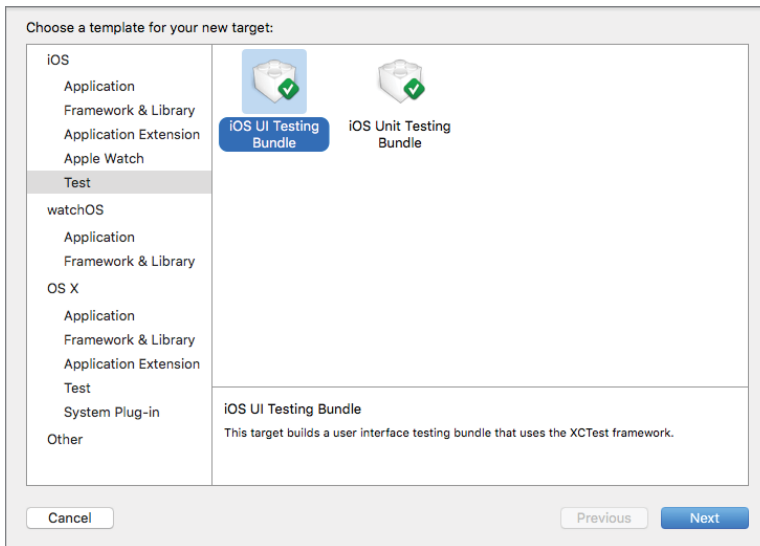 Choose a template for your new target:
iOS
Application
Framework & Library
Application Extension
Apple Watch
Test
watchOS
Application
Framework & Library
OS X
Application
Framework & Library
Application Extension
Test
System Plug-in
Other
iOS UI Testing
Bundle
iOS Unit Testing
Bundle
iOS UI Testing Bundle
This target builds a user interface testing bundle that uses the XCTest framework.
Cancel
Previous
Next